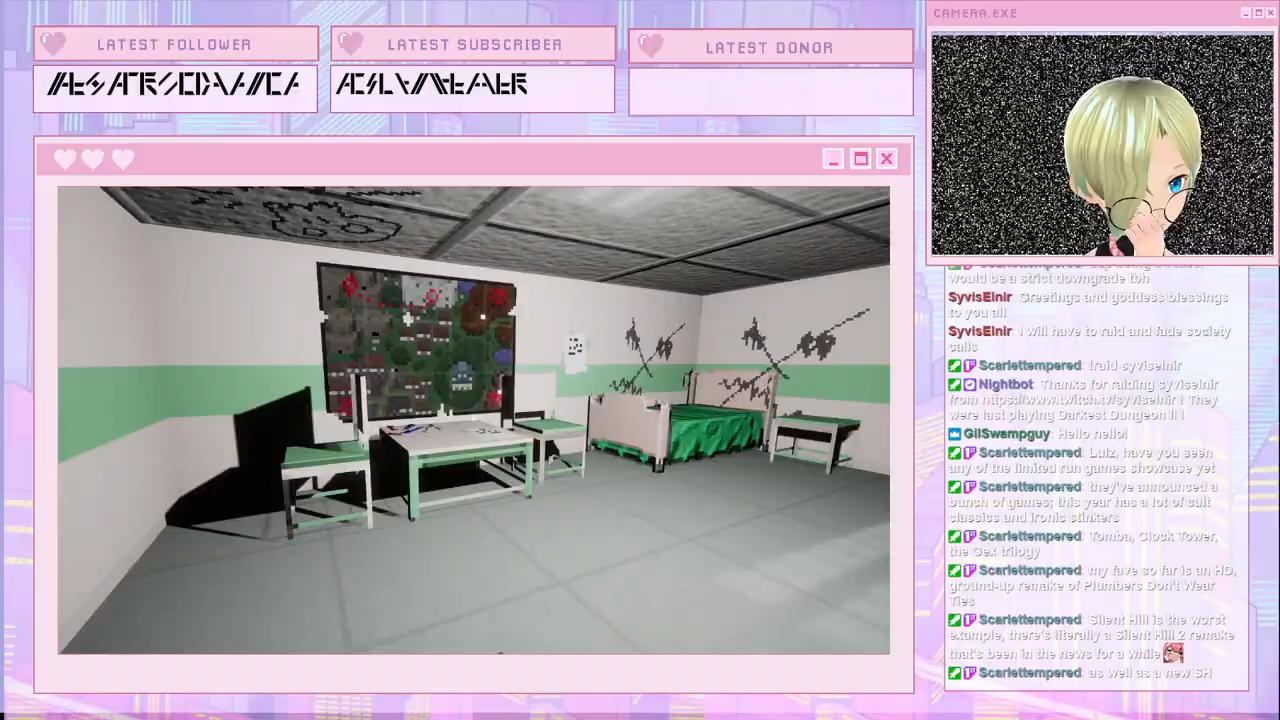 LATEST FOLLOWER
LATEST SUBSCRIBER
LATEST DONOR
CAMERA.EXE
would be a strict downgrade tbh
SyvisElnir Greetings and goddess blessings
to you all
SyvisElnir I will have to raid and fade society
calls
Scarlettempered !raid syviselnir
Nightbot Thanks for raiding syviselnir
from https://www.twitch.tv/syviselnir ! They
were last playing Darkest Dungeon II !
GilSwampguy Hello hello!
Scarlettempered Luiz, have you seen
any of the limited run games showcase yet
Scarlettempered they've announced a
bunch of games; this year has a lot of cult
classics and ironic stinkers
Scarlettempered Tomba, Clock Tower,
the Gex trilogy
Scarlettempered my fave so far is an HD,
ground-up remake of Plumbers Don't Wear
Ties
Scarlettempered Silent Hill is the worst
example, there's literally a Silent Hill 2 remake
that's been in the news for a while
Scarlettempered as well as a new SH